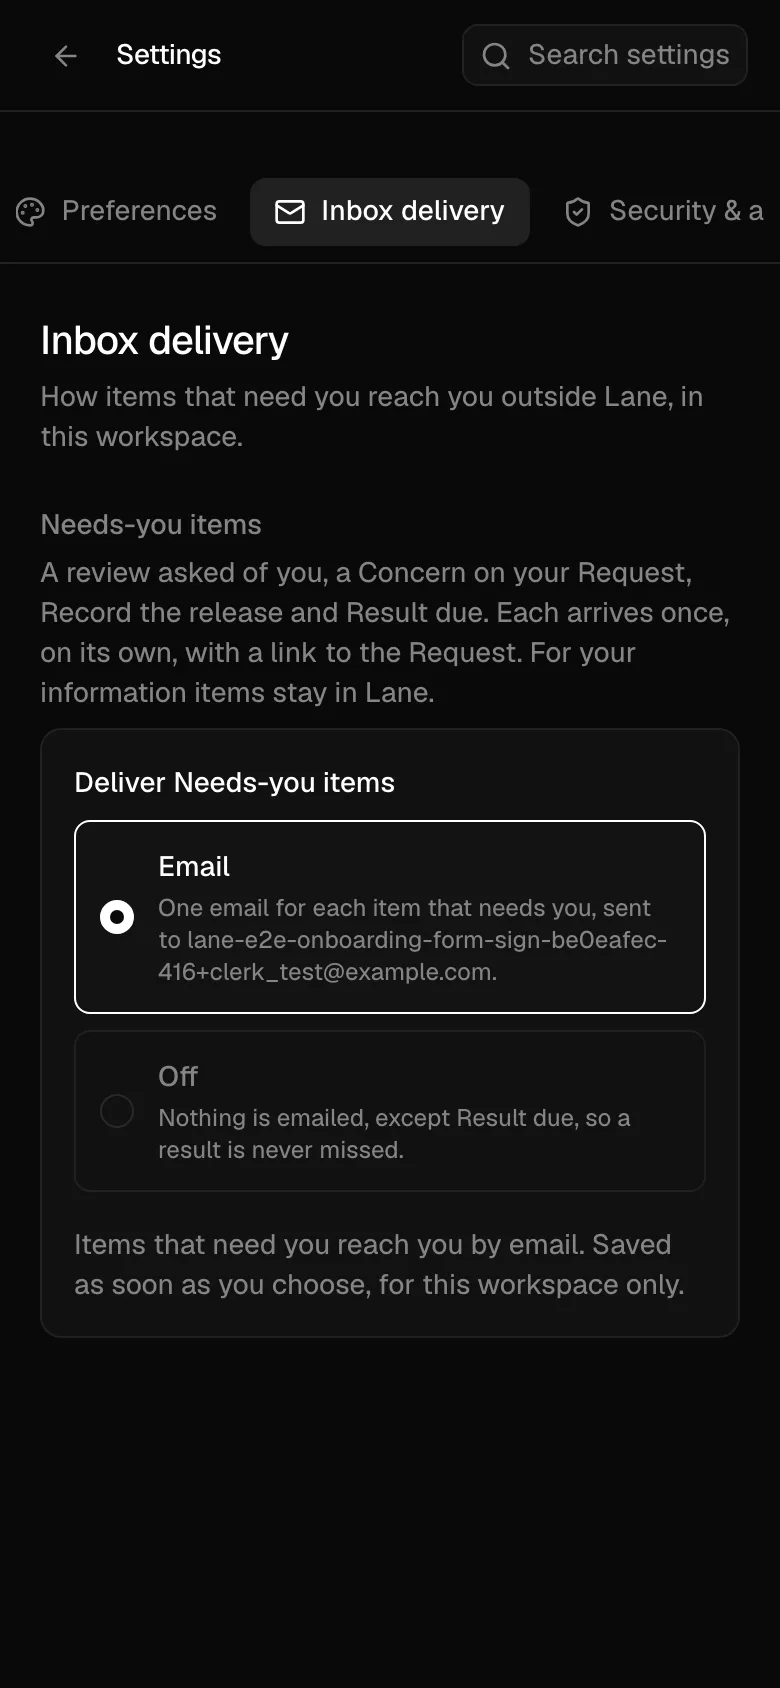 Settings
Search settings
Preferences
Inbox delivery
Security & a
Inbox delivery
How items that need you reach you outside Lane, in
this workspace.
Needs-you items
A review asked of you, a Concern on your Request,
Record the release and Result due. Each arrives once,
on its own, with a link to the Request. For your
information items stay in Lane.
Deliver Needs-you items
Email
One email for each item that needs you, sent
to lane-e2e-onboarding-form-sign-be0eafec-
416+clerk_test@example.com.
Off
Nothing is emailed, except Result due, so a
result is never missed.
Items that need you reach you by email. Saved
as soon as you choose, for this workspace only.